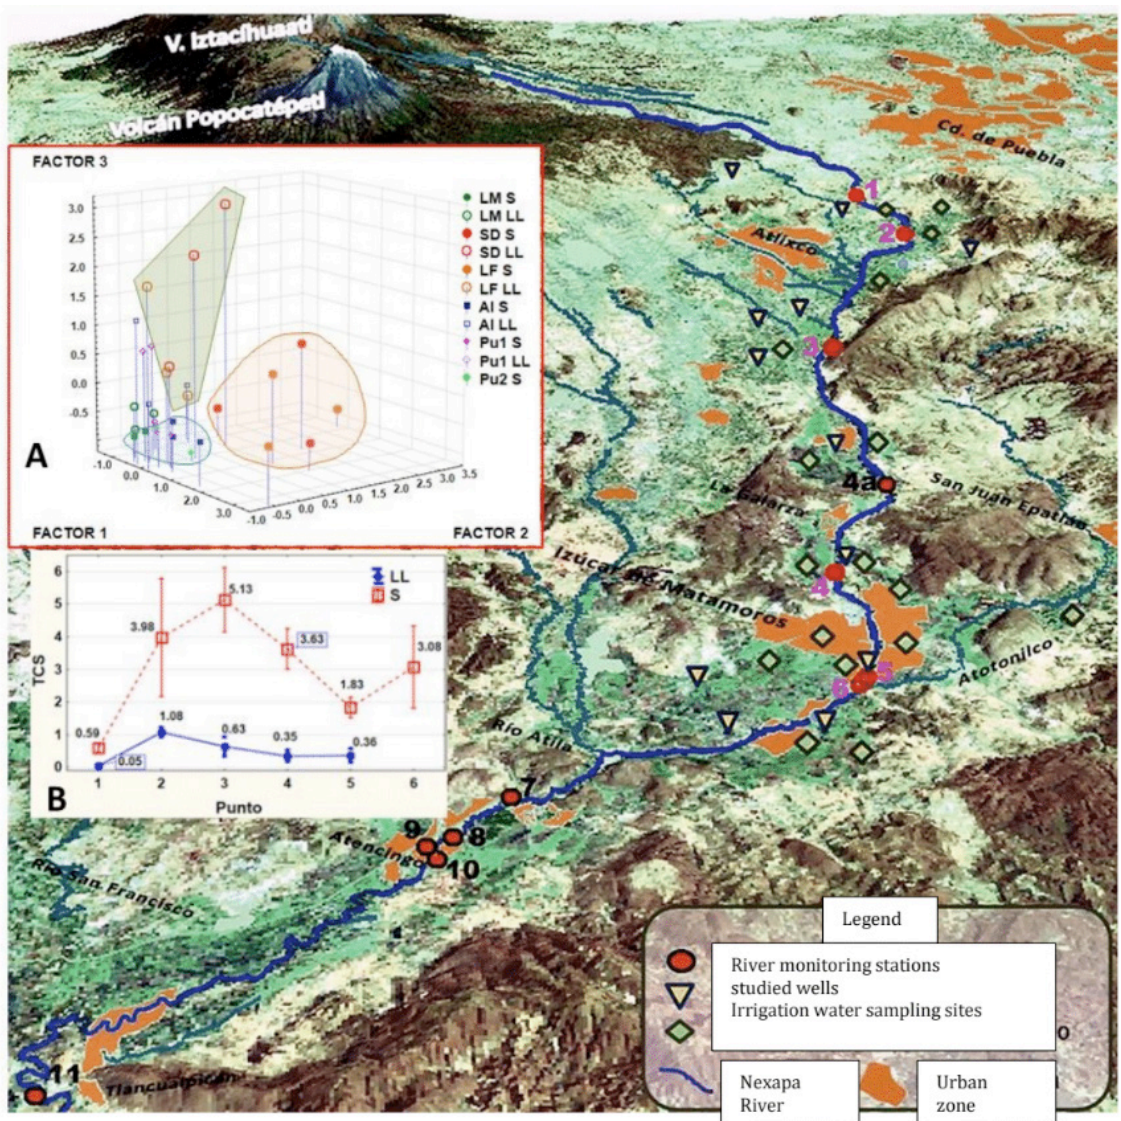 V. Iztacíhuatl
Volcán Popocatépetl
Cd. de Puebla
FACTOR 3
3.0
2.5
2.0
1.5
1.0
0.5
0.0
-0.5
-1.0
0.0
1.0
2.0
3.0
-1.0
-0.5
0.0
0.5
1.0
1.5
2.0
2.5
3.0
3.5
LM S
LM LL
SD S
SD LL
LF S
LF LL
AI S
AI LL
Pu1 S
Pu1 LL
Pu2 S
A
FACTOR 1
FACTOR 2
1
2
Atlixco
3
4a
La Galarza
San Juan Epatlán
Izúcar de Matamoros
4
5
6
Atotonilco
Río Atila
6
5
4
3
2
1
0
TCS
LL
S
0.59
3.98
5.13
3.63
1.83
3.08
0.05
1.08
0.63
0.35
0.36
1
2
3
4
5
6
Punto
B
7
8
9
10
Atencingo
Río San Francisco
11
Tlancualpicán
Legend
River monitoring stations
studied wells
Irrigation water sampling sites
o
Nexapa
River
Urban
zone